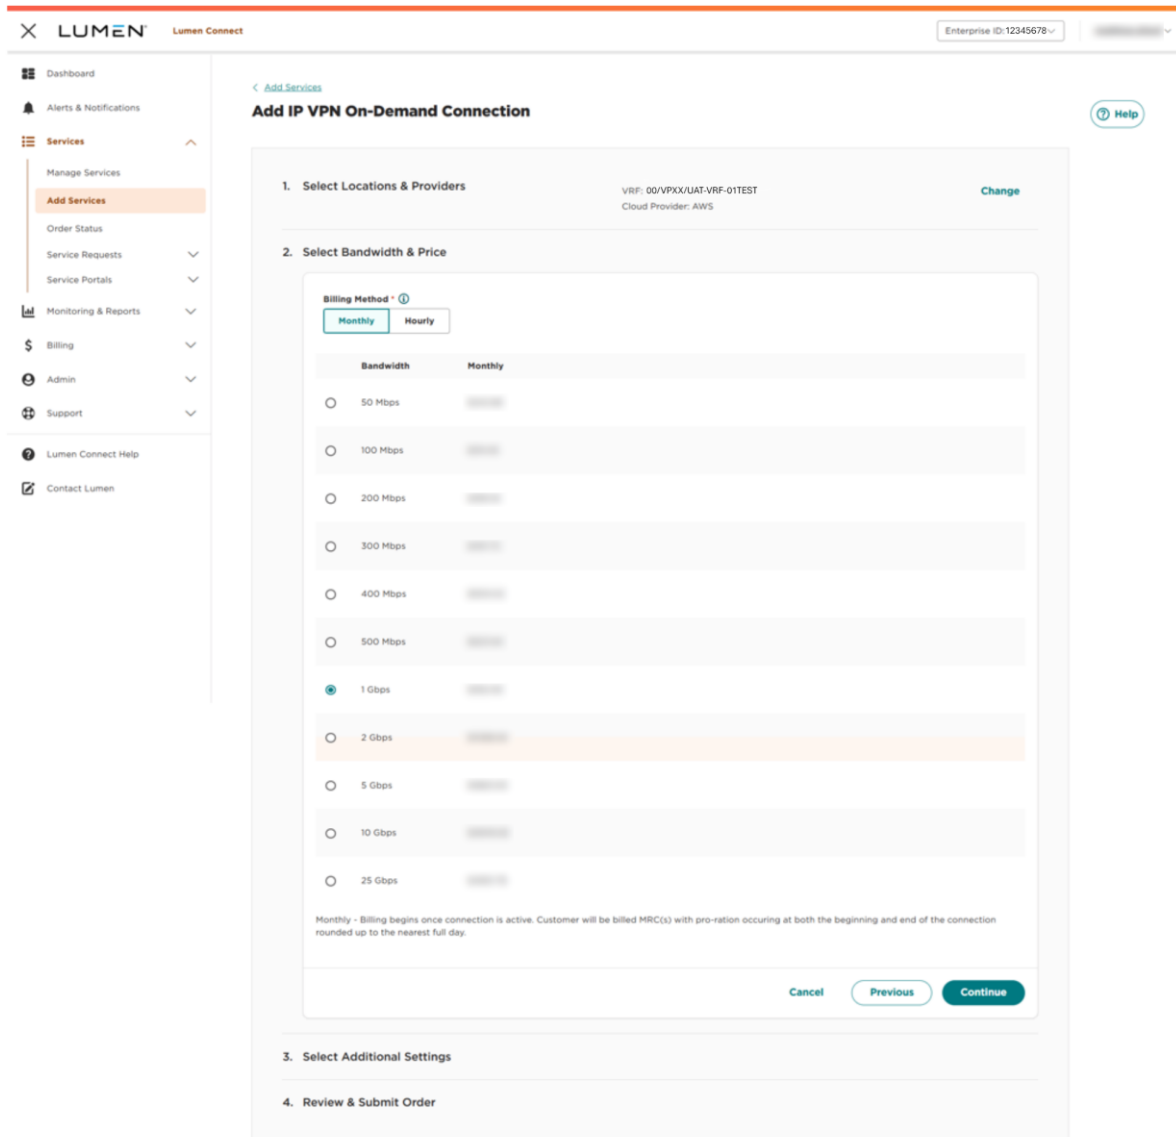 LUMEN
Lumen Connect
Enterprise ID:12345678
Dashboard
Alerts & Notifications
Services
Manage Services
Add Services
Order Status
Service Requests
Service Portals
Monitoring & Reports
Billing
Admin
Support
Lumen Connect Help
Contact Lumen
Add Services
Add IP VPN On-Demand Connection
Help
1. Select Locations & Providers
VRF: 00/VPXX/UAT-VRF-01TEST
Cloud Provider: AWS
Change
2. Select Bandwidth & Price
Billing Method *
Monthly Hourly
Bandwidth Monthly
50 Mbps
100 Mbps
200 Mbps
300 Mbps
400 Mbps
500 Mbps
1 Gbps
2 Gbps
5 Gbps
10 Gbps
25 Gbps
Monthly - Billing begins once connection is active. Customer will be billed MRC(s) with pro-ration occuring at both the beginning and end of the connection
rounded up to the nearest full day.
Cancel Previous Continue
3. Select Additional Settings
4. Review & Submit Order